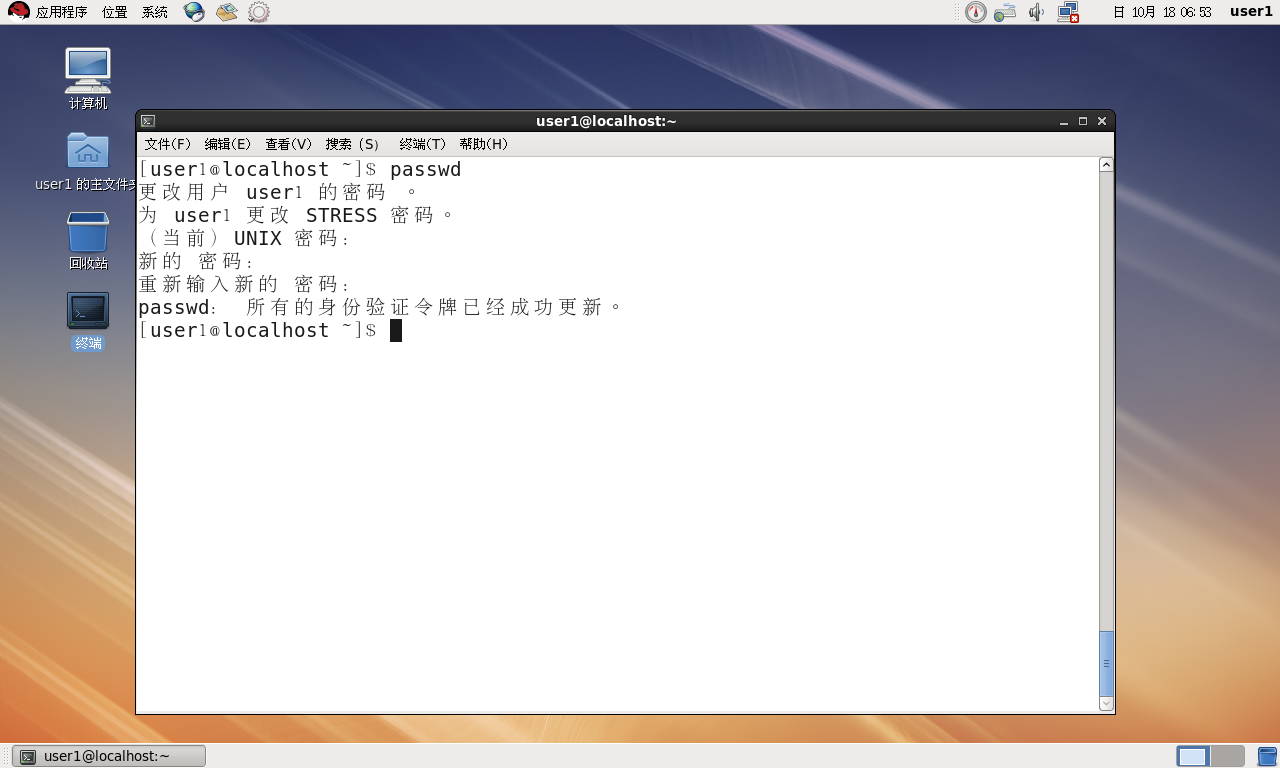 应用程序 位置 系统
日 10月 18 06:53 user1
计算机
user1 的主文件夹
回收站
终端
user1@localhost:~
文件(F) 编辑(E) 查看(V) 搜索 (S) 终端(T) 帮助(H)
[user1@localhost ~]$ passwd
更改用户 user1 的密码 。
为 user1 更改 STRESS 密码。
（当前）UNIX 密码：
新的 密码：
重新输入新的 密码：
passwd： 所有的身份验证令牌已经成功更新。
[user1@localhost ~]$
user1@localhost:~